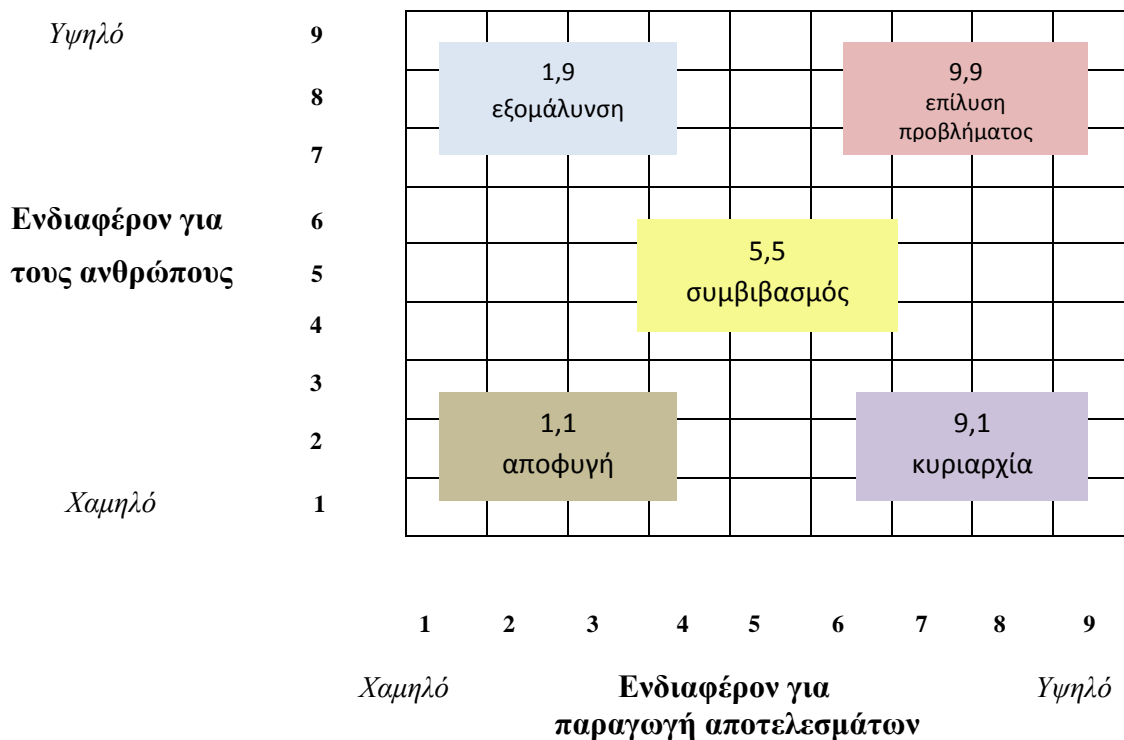 Υψηλό
9
8
7
6
5
4
3
2
1
Ενδιαφέρον για
τους ανθρώπους
Χαμηλό
1,9
εξομάλυνση
9,9
επίλυση
προβλήματος
5,5
συμβιβασμός
1,1
αποφυγή
9,1
κυριαρχία
1 2 3 4 5 6 7 8 9
Χαμηλό
Ενδιαφέρον για
παραγωγή αποτελεσμάτων
Υψηλό